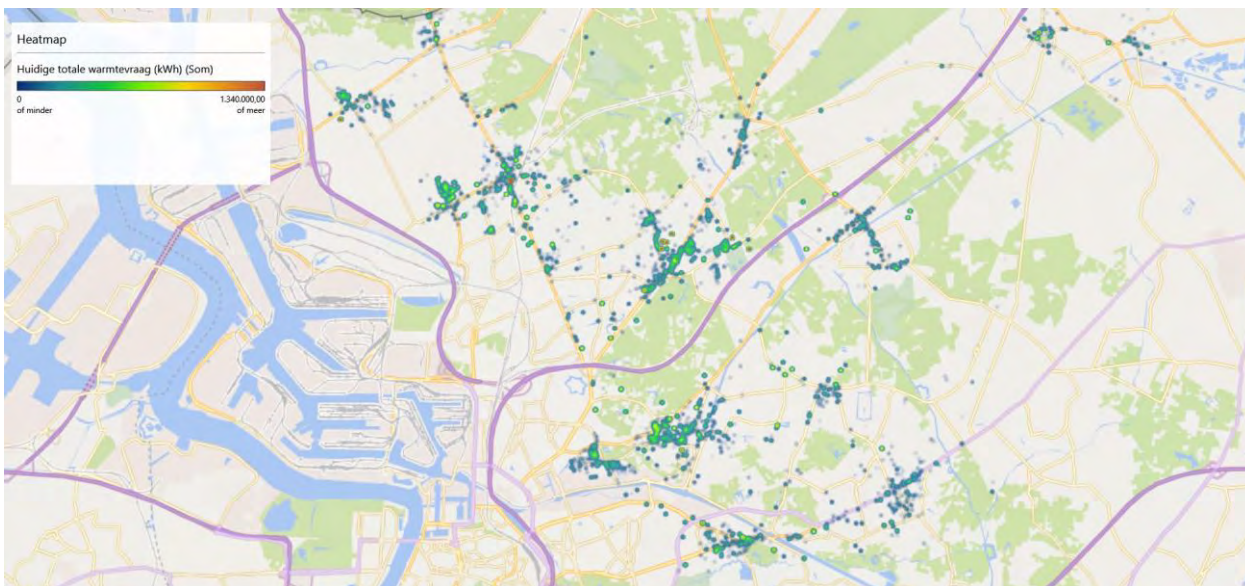 Heatmap
Huidige totale warmtevraag (kWh) (Som)
0 1.340.000,00
of minder of meer